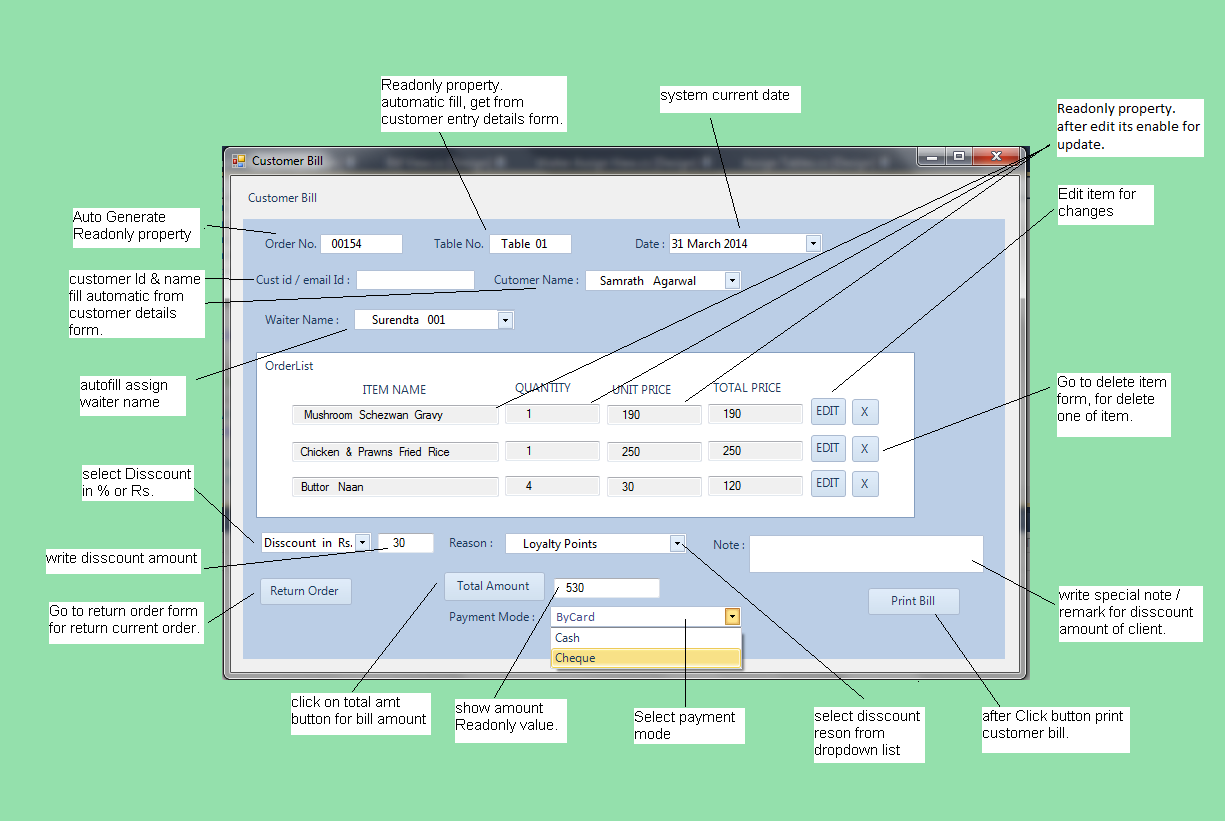 Readonly property.
automatic fill, get from
customer entry details form.
system current date
Readonly property.
after edit its enable for
update.
Customer Bill
Edit item for
changes
Customer Bill
Auto Generate
Readonly property
Order No. 00154 Table No. Table 01 Date : 31 March 2014
customer Id & name
fill automatic from
customer details
form.
Cust id / email Id : Cutomer Name : Samrath Agarwal
Waiter Name : Surendta 001
autofill assign
waiter name
OrderList
ITEM NAME QUANTITY UNIT PRICE TOTAL PRICE
Mushroom Schezwan Gravy 1 190 190 EDIT X
Chicken & Prawns Fried Rice 1 250 250 EDIT X
Buttor Naan 4 30 120 EDIT X
Go to delete item
form, for delete
one of item.
select Disscount
in % or Rs.
Disscount in Rs. 30 Reason : Loyalty Points Note :
write disscount amount
Return Order Total Amount 530 Print Bill
Payment Mode : ByCard
Cash
Cheque
Go to return order form
for return current order.
write special note /
remark for disscount
amount of client.
click on total amt
button for bill amount
show amount
Readonly value.
Select payment
mode
select disscount
reson from
dropdown list
after Click button print
customer bill.